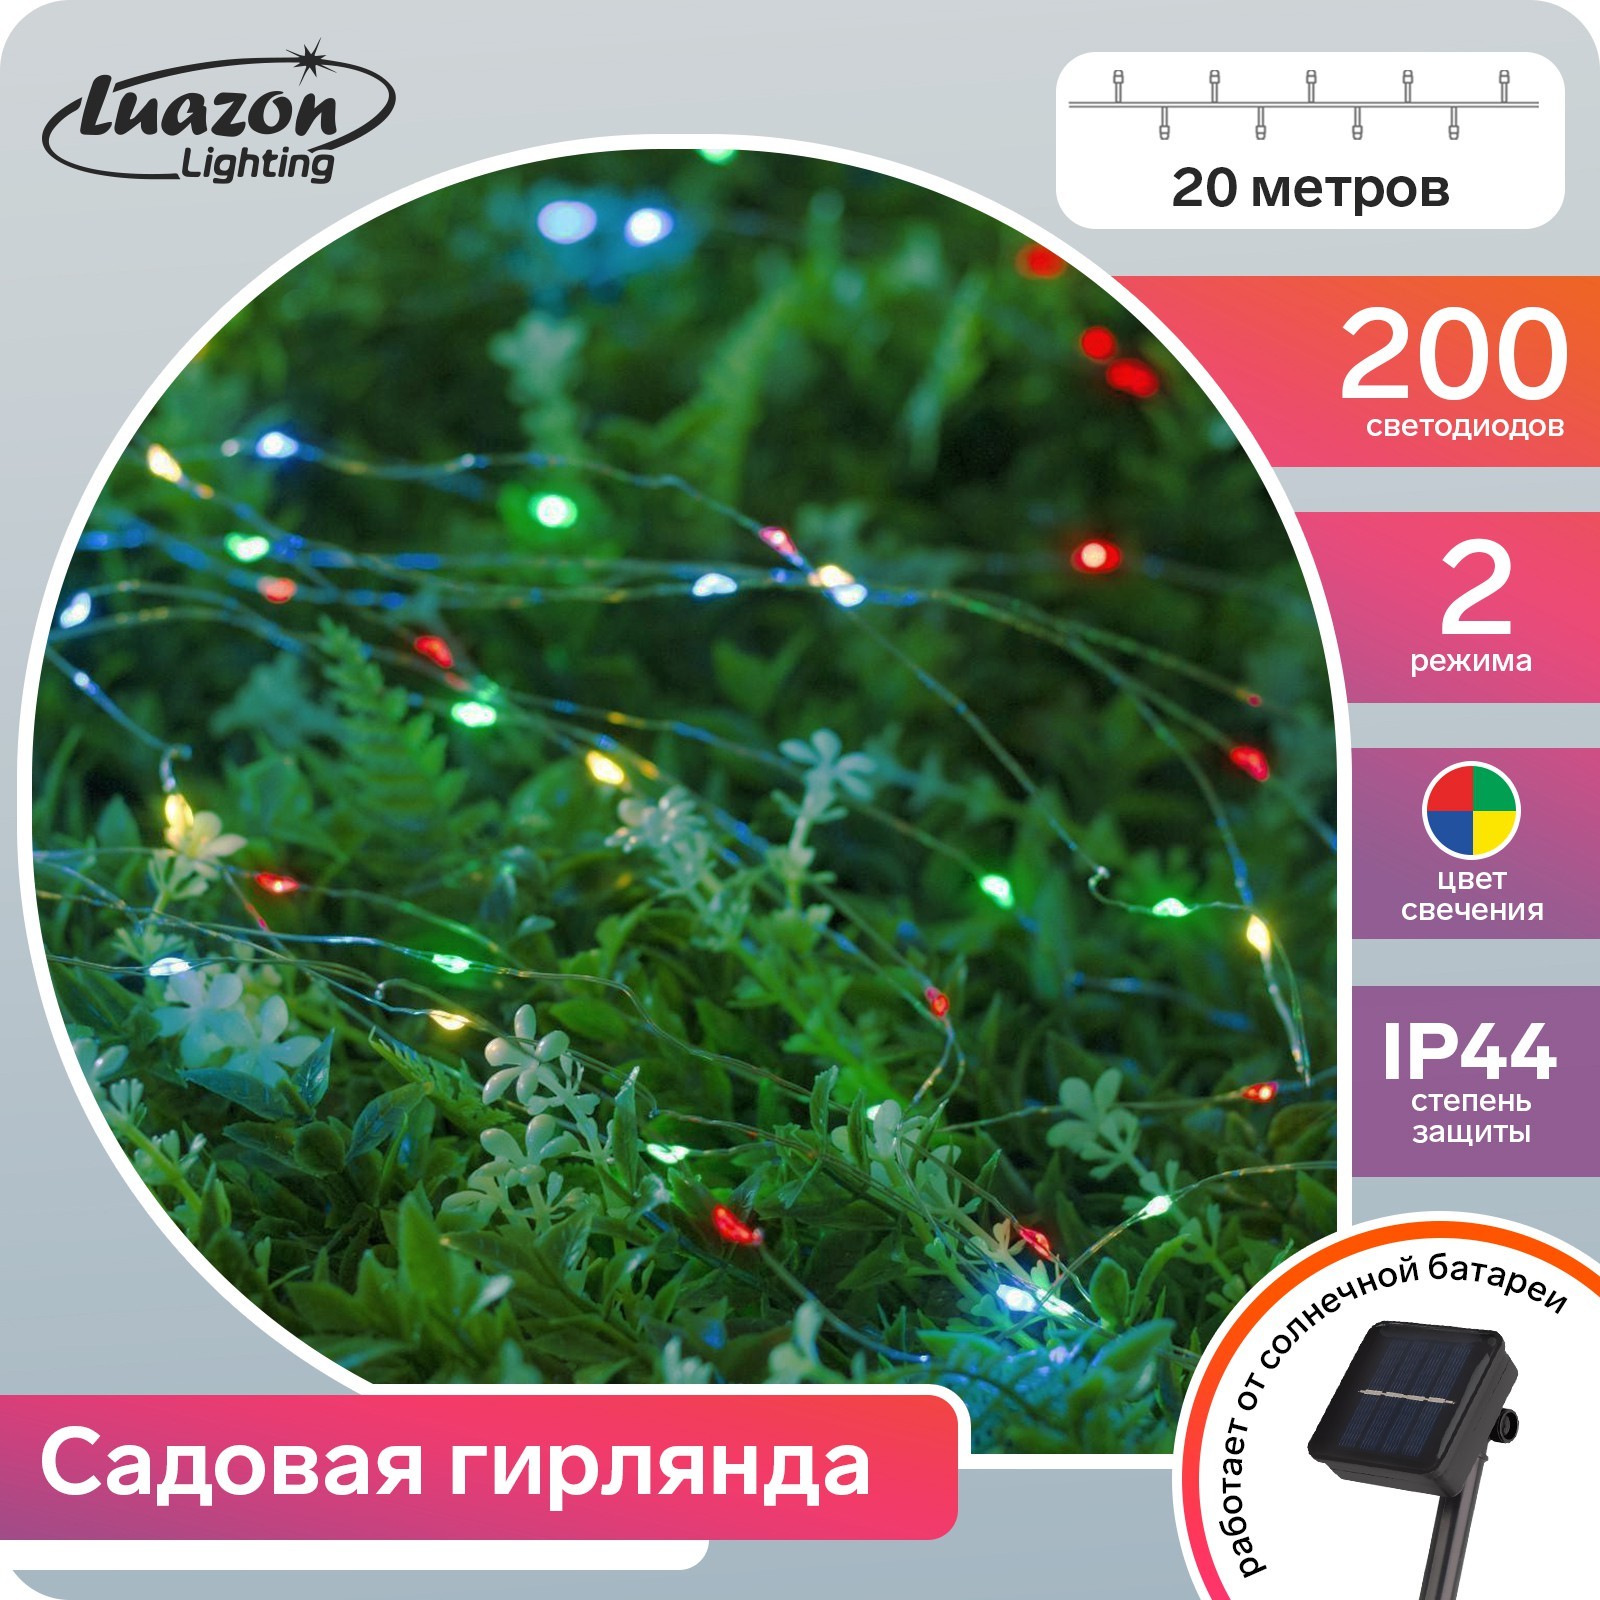 Luazon
Lighting
20 метров
200
светодиодов
2
режима
цвет
свечения
IP44
степень
защиты
работает от солнечной батареи
Садовая гирлянда